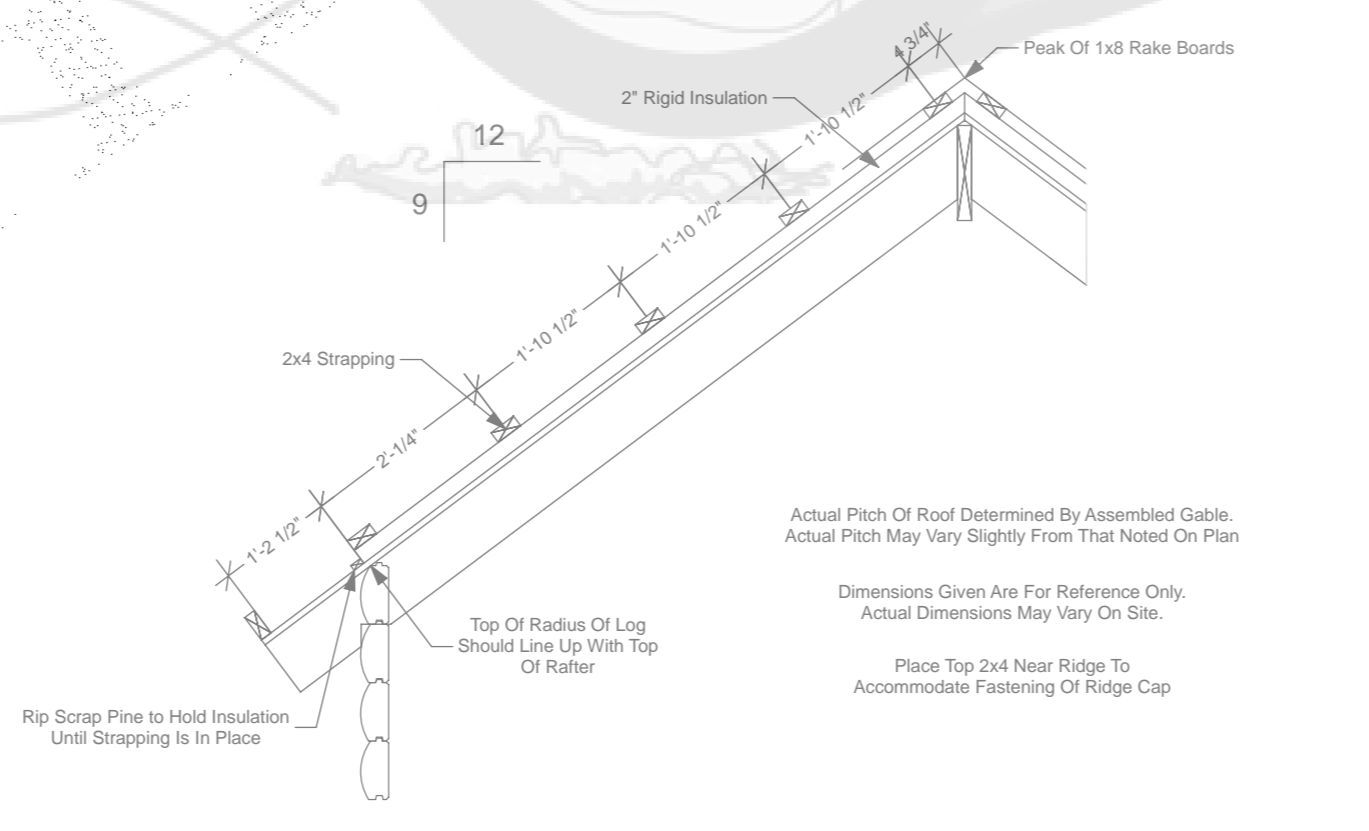 Peak Of 1x8 Rake Boards
4 3/4"
2" Rigid Insulation
1'-10 1/2"
12
9
1'-10 1/2"
1'-10 1/2"
2x4 Strapping
2'-1/4"
1'-2 1/2"
Actual Pitch Of Roof Determined By Assembled Gable.
Actual Pitch May Vary Slightly From That Noted On Plan
Dimensions Given Are For Reference Only.
Actual Dimensions May Vary On Site.
Place Top 2x4 Near Ridge To
Accommodate Fastening Of Ridge Cap
Top Of Radius Of Log
Should Line Up With Top
Of Rafter
Rip Scrap Pine to Hold Insulation
Until Strapping Is In Place